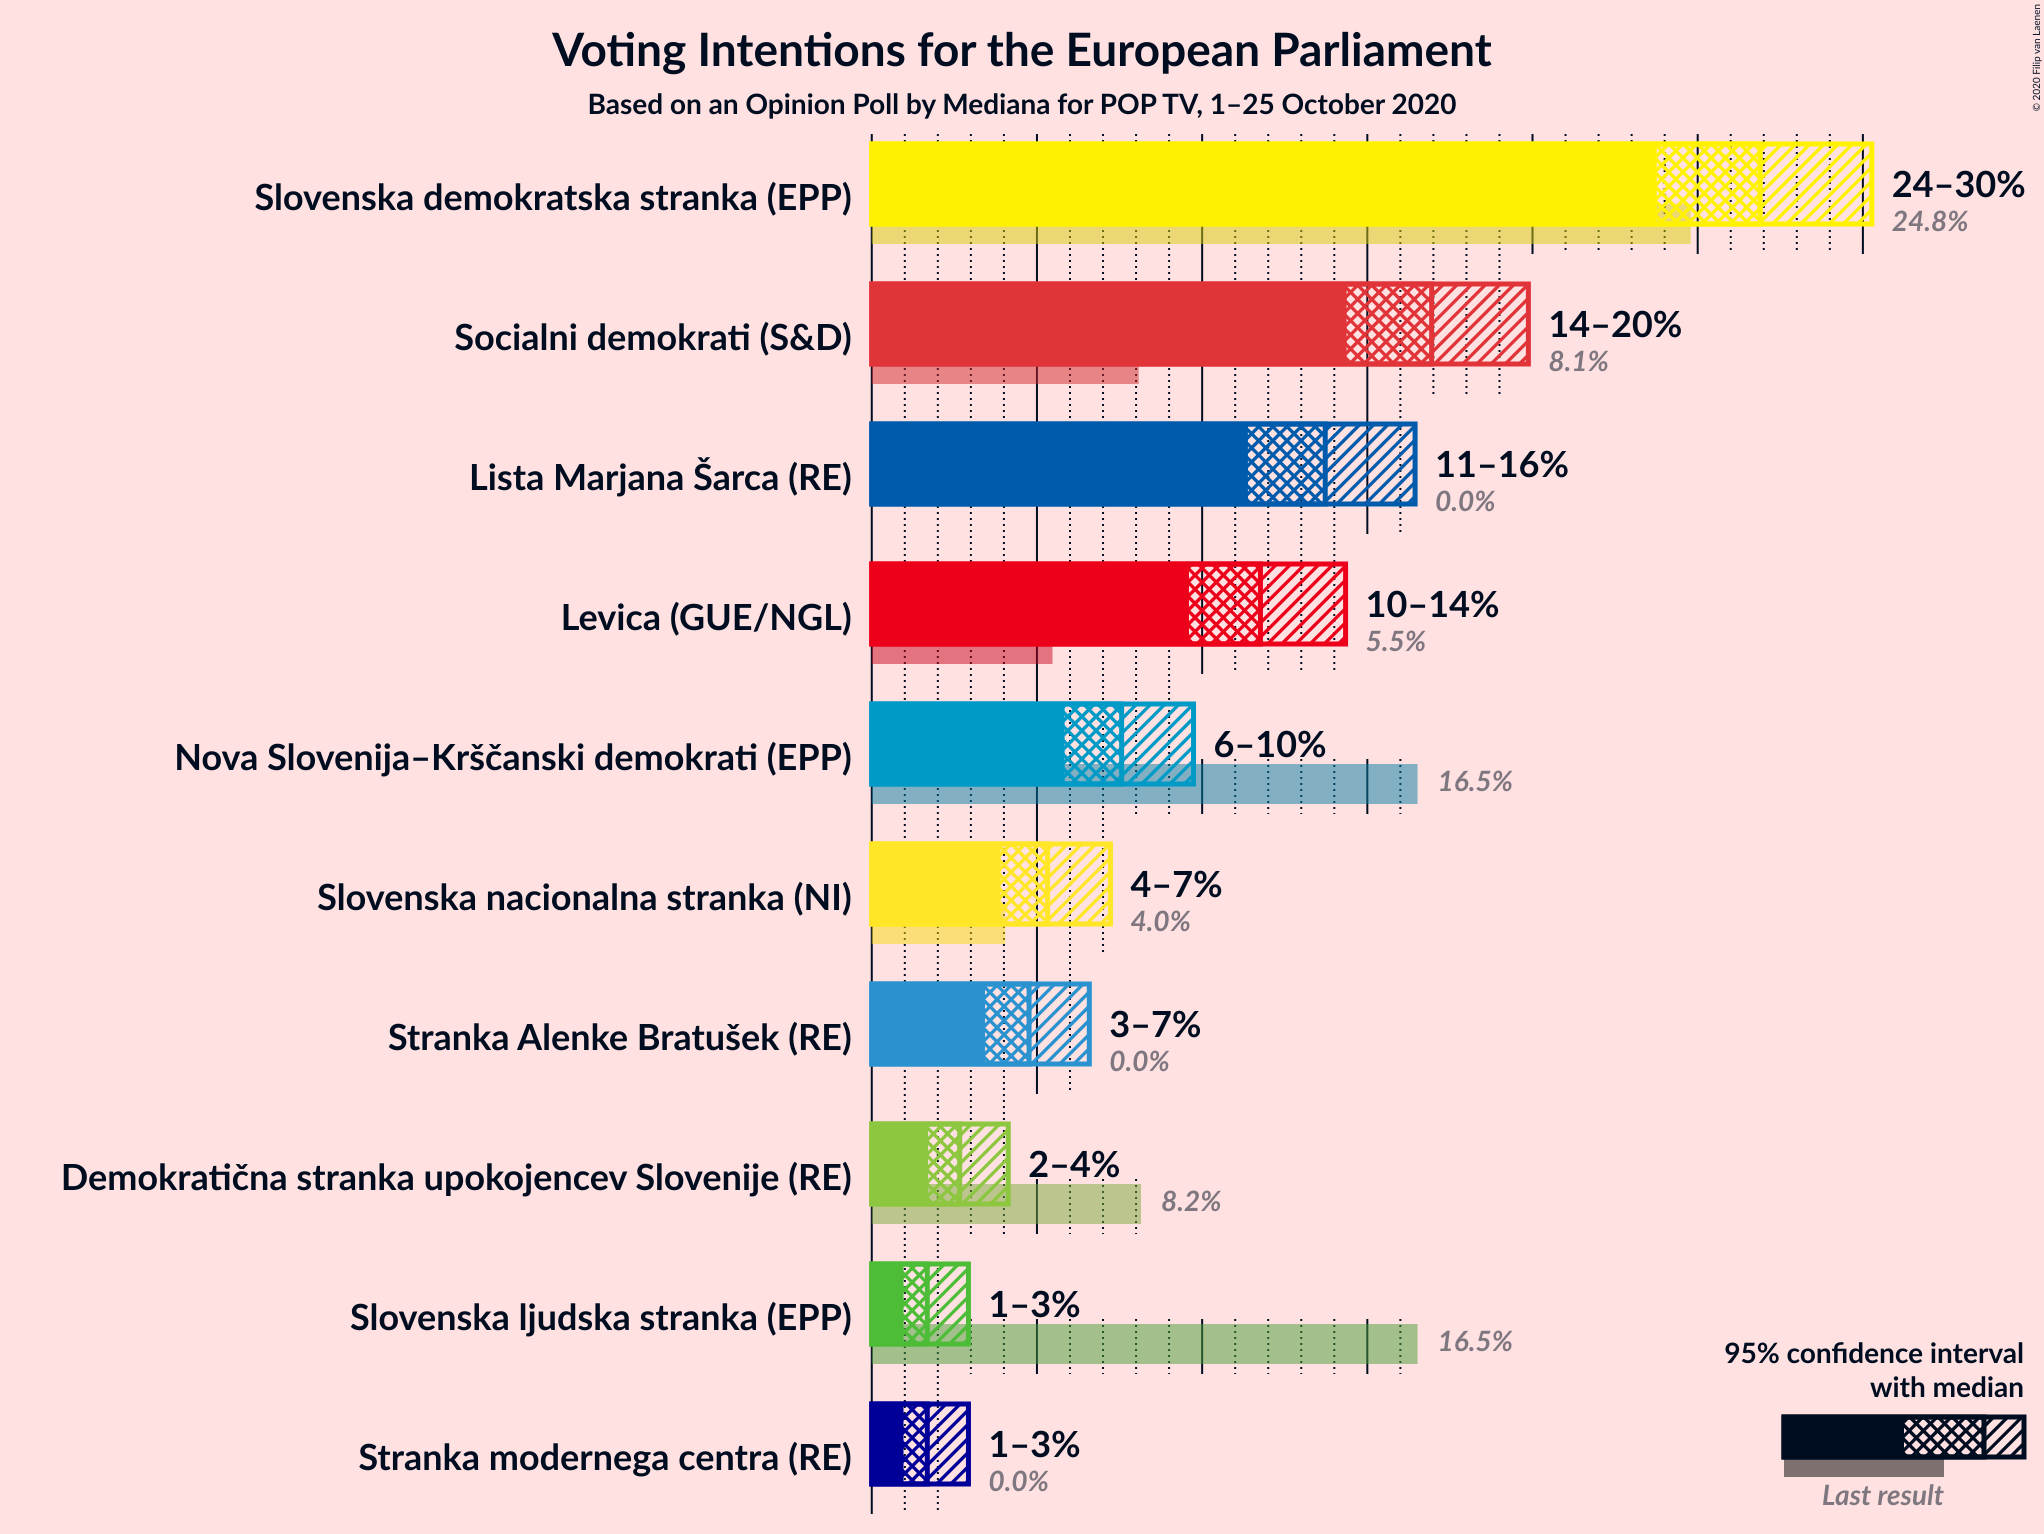 Voting Intentions for the European Parliament
Based on an Opinion Poll by Mediana for POP TV, 1–25 October 2020
© 2020 Filip van Laenen
Slovenska demokratska stranka (EPP)
24–30%
24.8%
Socialni demokrati (S&D)
14–20%
8.1%
Lista Marjana Šarca (RE)
11–16%
0.0%
Levica (GUE/NGL)
10–14%
5.5%
Nova Slovenija–Krščanski demokrati (EPP)
6–10%
16.5%
Slovenska nacionalna stranka (NI)
4–7%
4.0%
Stranka Alenke Bratušek (RE)
3–7%
0.0%
Demokratična stranka upokojencev Slovenije (RE)
2–4%
8.2%
Slovenska ljudska stranka (EPP)
1–3%
16.5%
Stranka modernega centra (RE)
1–3%
0.0%
95% confidence interval
with median
Last result